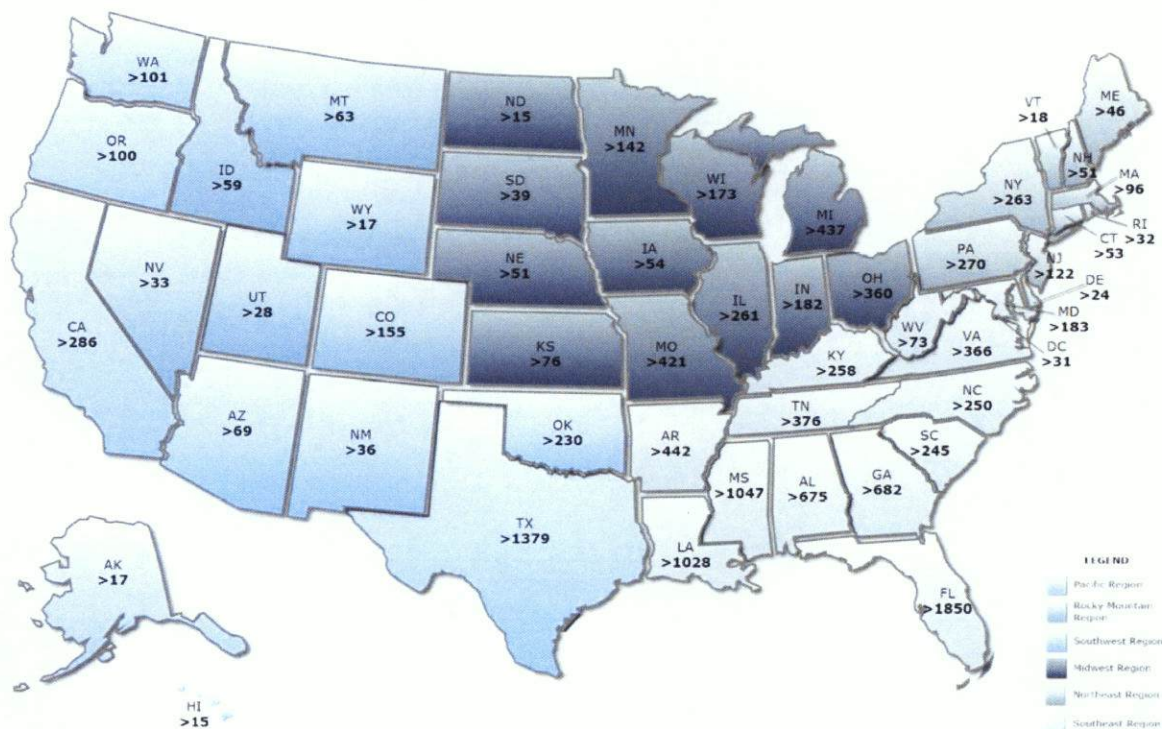 WA
>101
OR
>100
ID
>59
MT
>63
ND
>15
MN
>142
WI
>173
MI
>437
VT
>18
ME
>46
NH
>51
MA
>96
NY
>263
RI
>32
CT
>53
NJ
>122
PA
>270
DE
>24
MD
>183
DC
>31
WY
>17
SD
>39
NE
>51
IA
>54
IL
>261
IN
>182
OH
>360
WV
>73
VA
>366
NV
>33
UT
>28
CO
>155
KS
>76
MO
>421
KY
>258
CA
>286
AZ
>69
NM
>36
OK
>230
AR
>442
TN
>376
NC
>250
SC
>245
MS
>1047
AL
>675
GA
>682
TX
>1379
LA
>1028
FL
>1850
AK
>17
HI
>15
LEGEND
Pacific Region
Rocky Mountain
Region
Southwest Region
Midwest Region
Northeast Region
Southeast Region